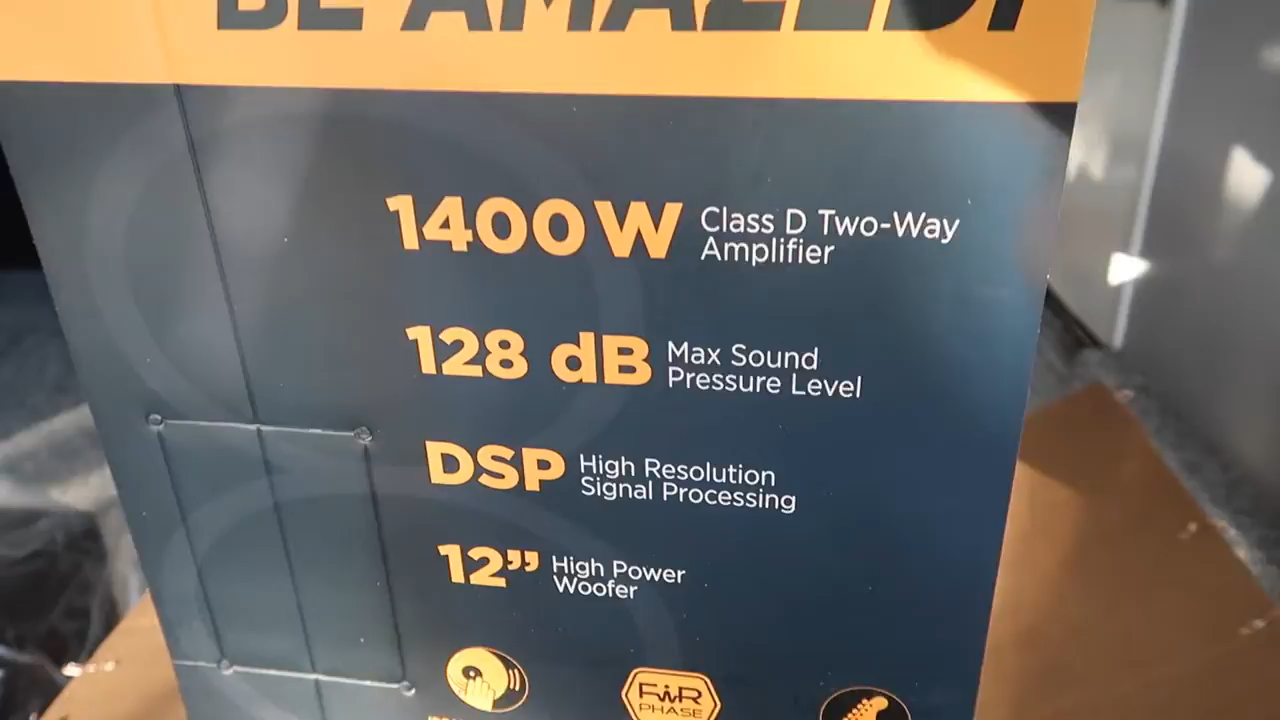 BE AMAZED!
1400 W Class D Two-Way
Amplifier
128 dB Max Sound
Pressure Level
DSP High Resolution
Signal Processing
12” High Power
Woofer
FiR
PHASE